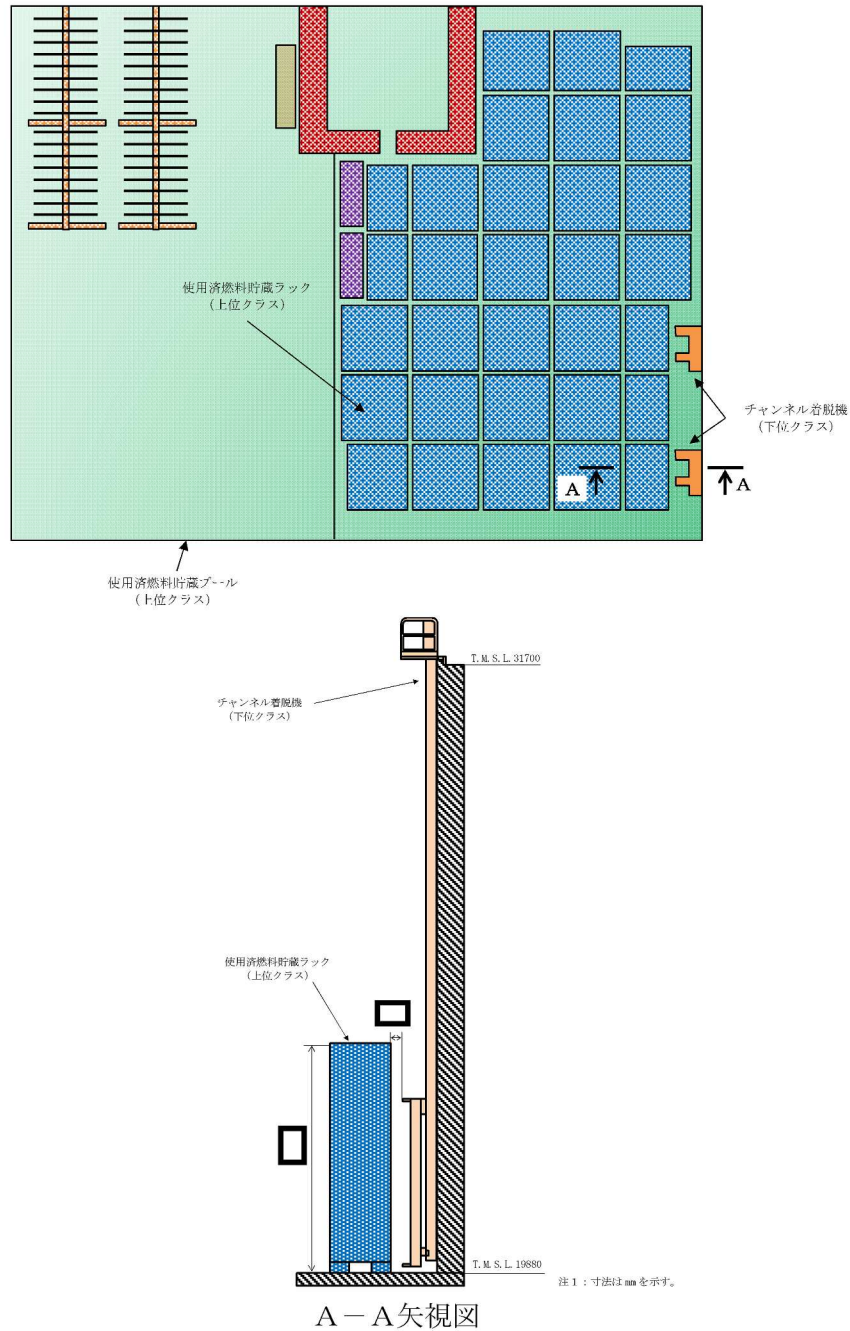 使用済燃料貯蔵ラック
（上位クラス）
チャンネル着脱機
（下位クラス）
A
A
使用済燃料貯蔵プール
（上位クラス）
T.M.S.L.31700
チャンネル着脱機
（下位クラス）
使用済燃料貯蔵ラック
（上位クラス）
T.M.S.L.19880
注１：寸法は㎜を示す。
Ａ－Ａ矢視図